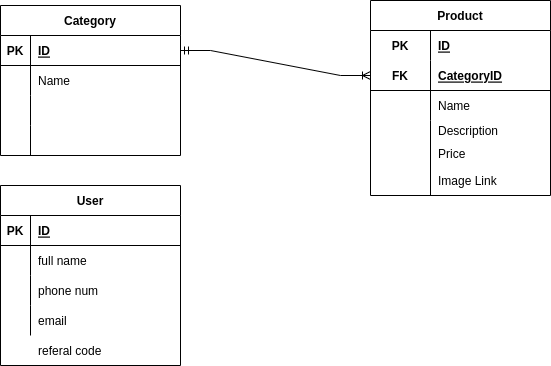 Category
PK ID
Name
Product
PK ID
FK CategoryID
Name
Description
Price
Image Link
User
PK ID
full name
phone num
email
referal code